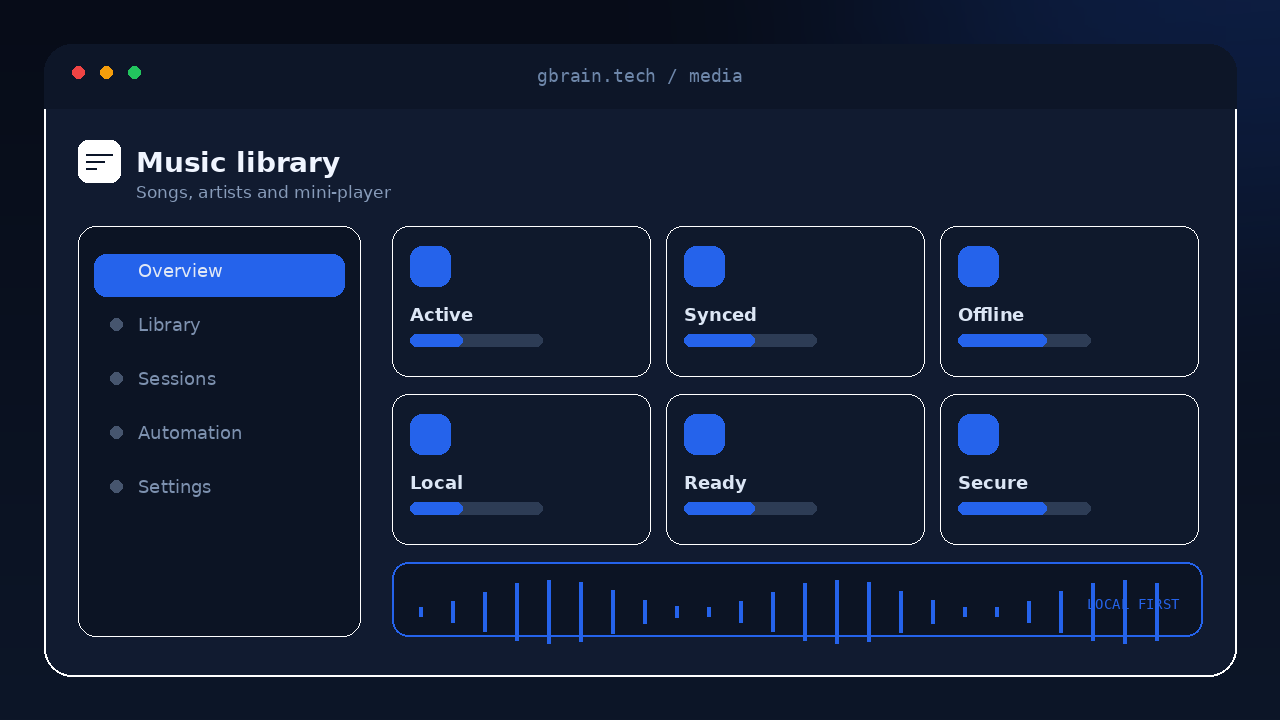 gbrain.tech / media
Music library
Songs, artists and mini-player
Overview
Library
Sessions
Automation
Settings
Active
Synced
Offline
Local
Ready
Secure
LOCAL FIRST